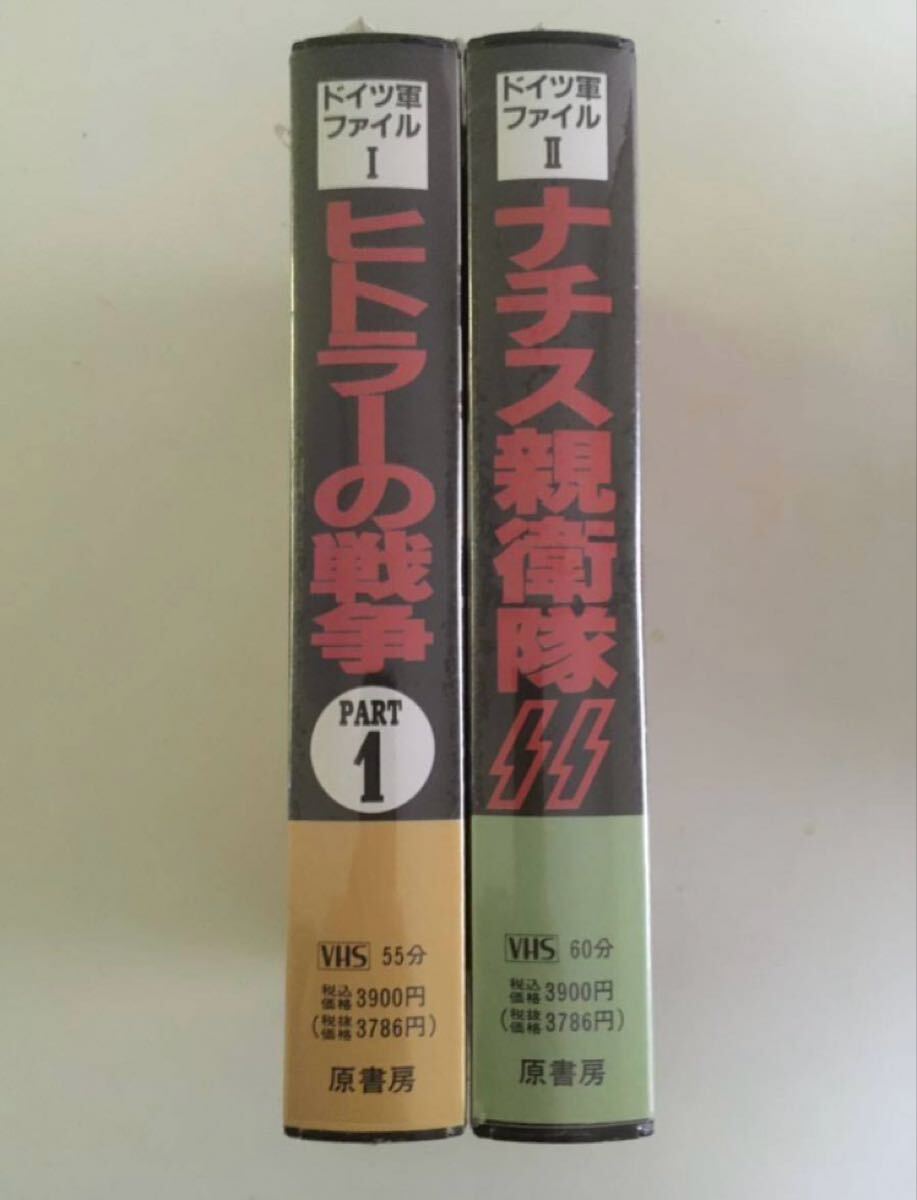 ドイツ軍
ファイル
I
ヒトラーの戦争
PART
1
VHS 55分
税込価格3900円
(税抜価格3786円)
原書房
ドイツ軍
ファイル
II
ナチス親衛隊SS
VHS 60分
税込価格3900円
(税抜価格3786円)
原書房